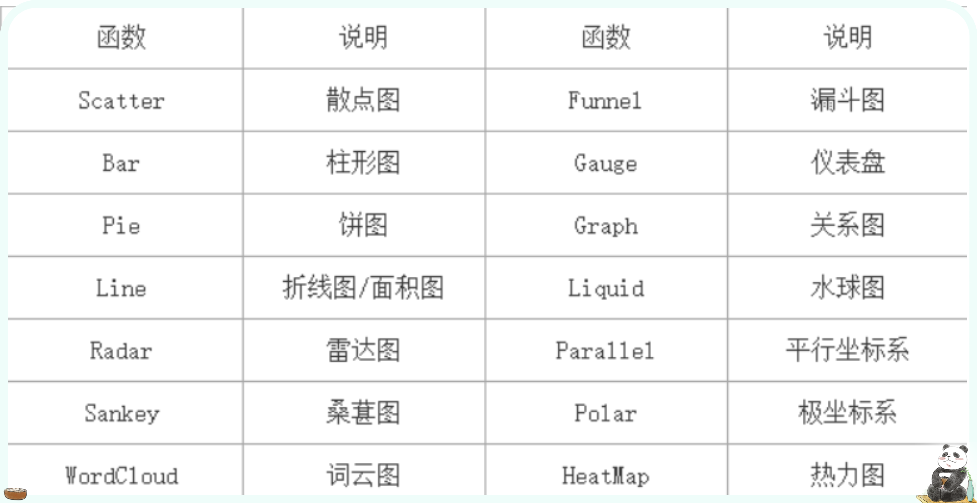 函数 说明 函数 说明
Scatter 散点图 Funnel 漏斗图
Bar 柱形图 Gauge 仪表盘
Pie 饼图 Graph 关系图
Line 折线图/面积图 Liquid 水球图
Radar 雷达图 Parallel 平行坐标系
Sankey 桑葚图 Polar 极坐标系
WordCloud 词云图 HeatMap 热力图